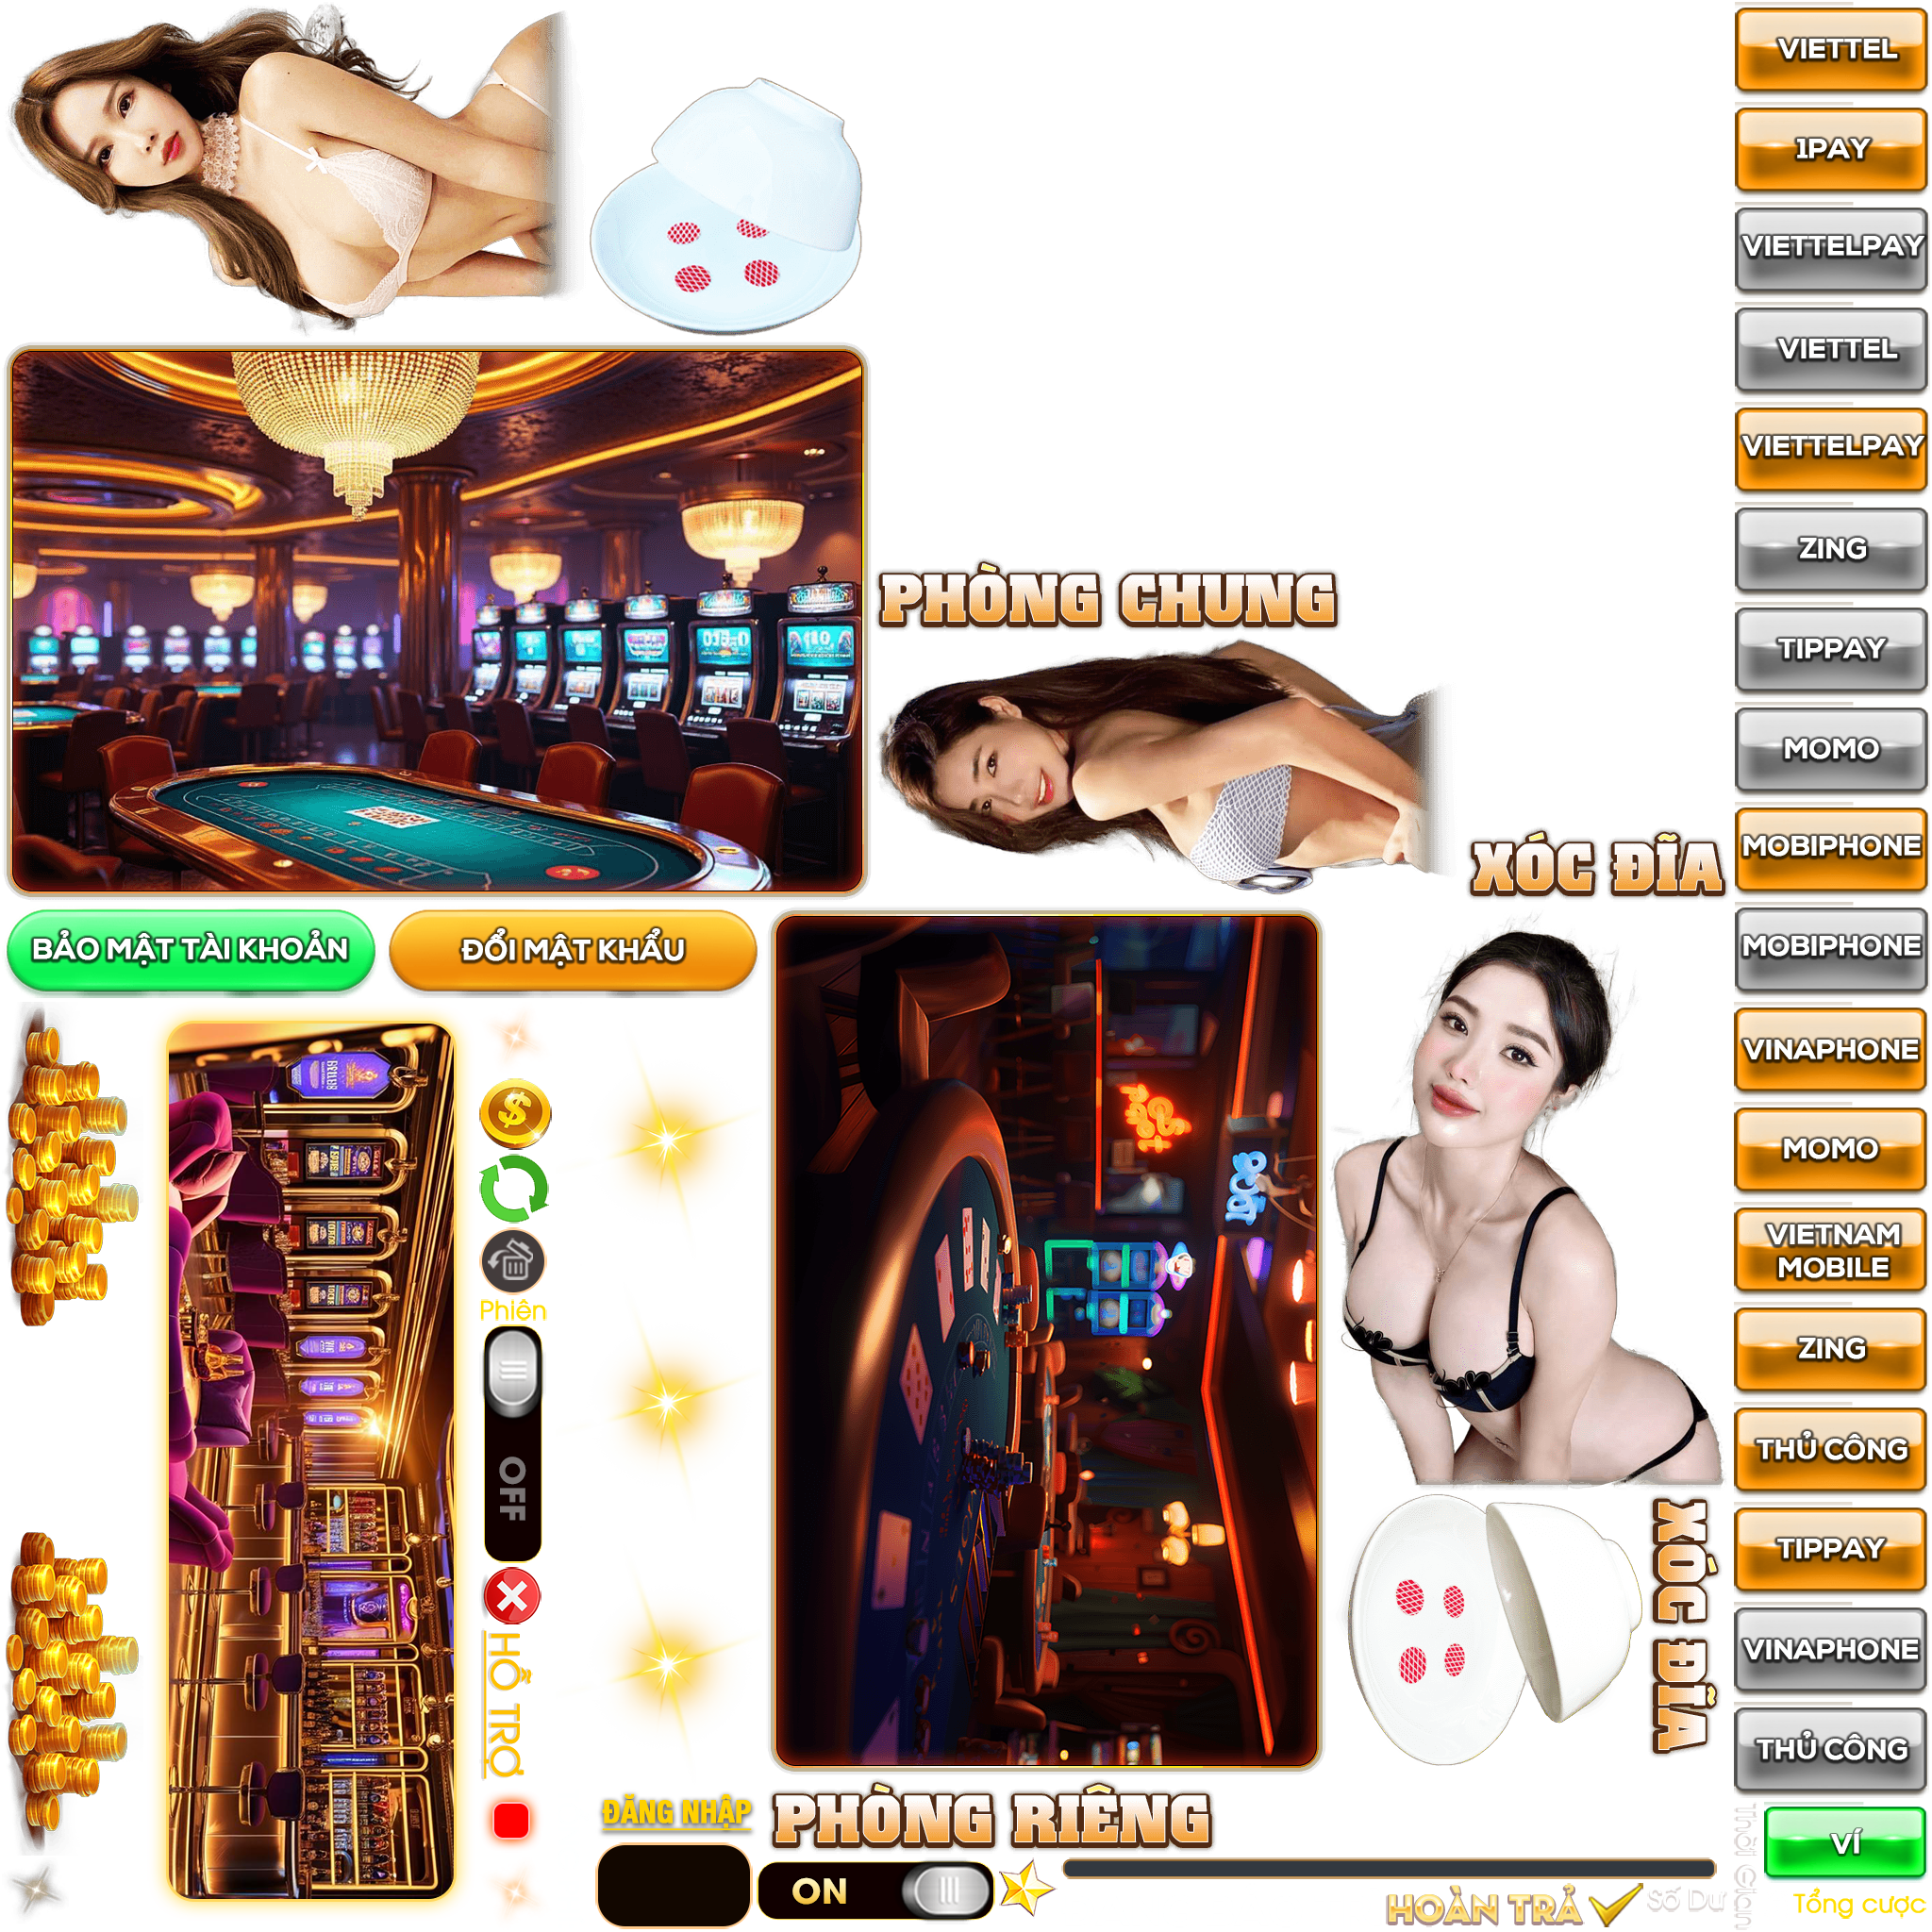 VIETTEL
1PAY
VIETTELPAY
VIETTEL
VIETTELPAY
ZING
TIPPAY
MOMO
MOBIPHONE
MOBIPHONE
VINAPHONE
MOMO
VIETNAM
MOBILE
ZING
THỦ CÔNG
TIPPAY
VINAPHONE
THỦ CÔNG
VÍ
Tổng cược
PHÒNG CHUNG
XÓC ĐĨA
BẢO MẬT TÀI KHOẢN
ĐỔI MẬT KHẨU
Phiên
OFF
HỖ TRỢ
XÓC ĐĨA
ĐĂNG NHẬP
PHÒNG RIÊNG
ON
HOÀN TRẢ
Số Dư
Thời Gian